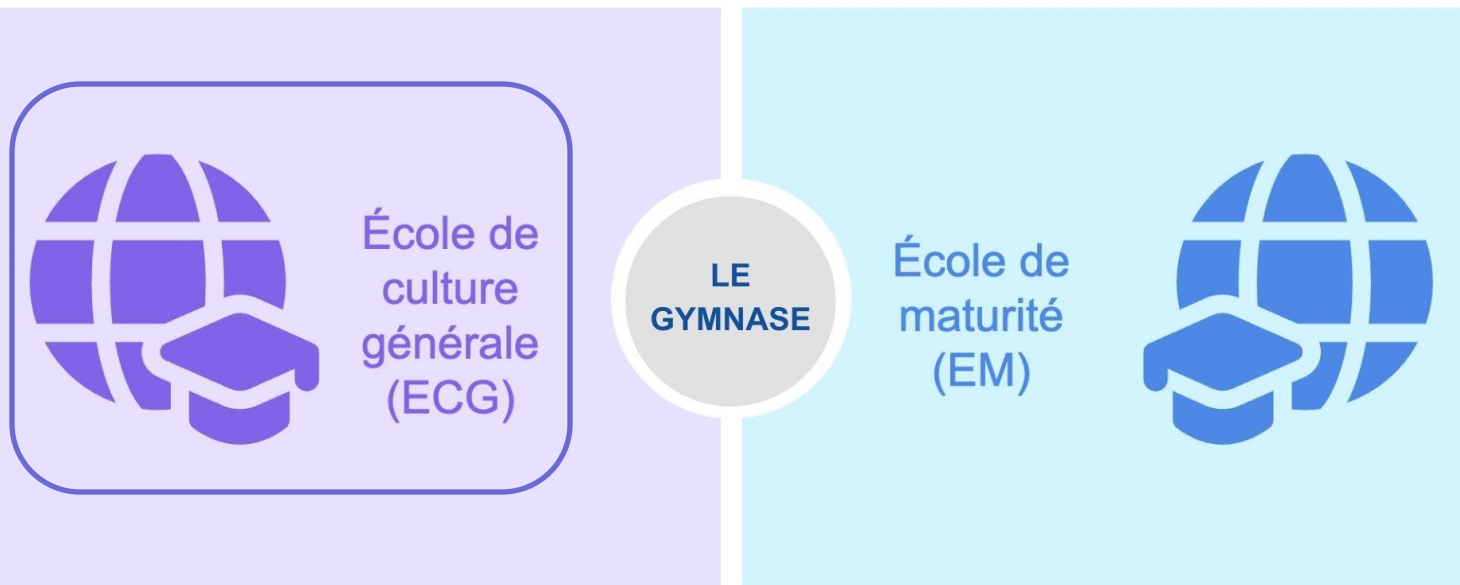 École de
culture
générale
(ECG)
LE
GYMNASE
École de
maturité
(EM)